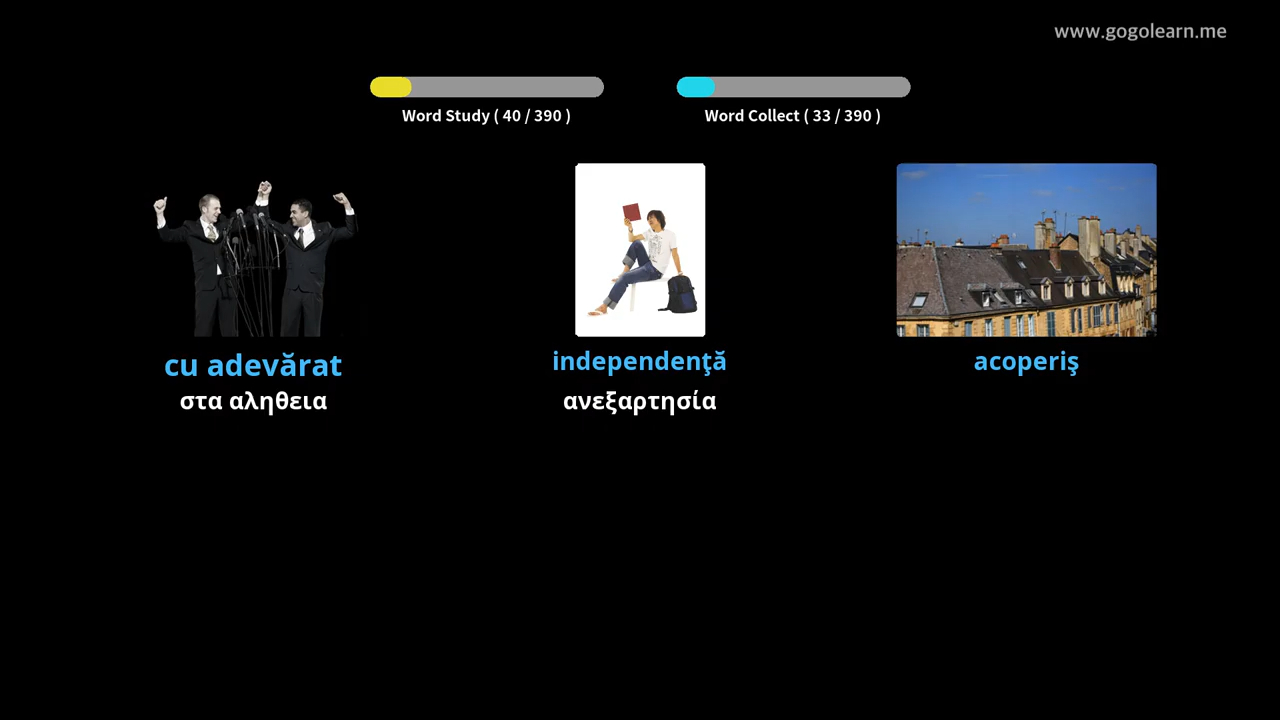 www.gogolearn.me
Word Study ( 40 / 390 )
Word Collect ( 33 / 390 )
cu adevărat
στα αληθεια
independenţă
ανεξαρτησία
acoperiş